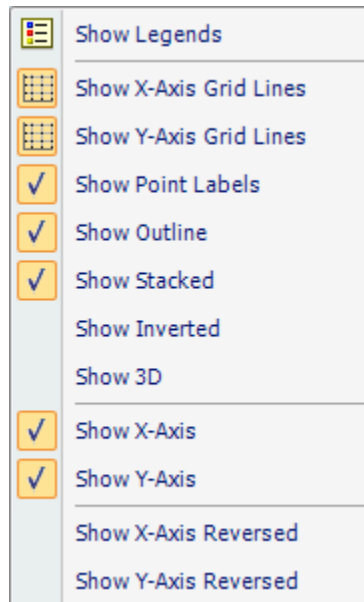 Show Legends
Show X-Axis Grid Lines
Show Y-Axis Grid Lines
Show Point Labels
Show Outline
Show Stacked
Show Inverted
Show 3D
Show X-Axis
Show Y-Axis
Show X-Axis Reversed
Show Y-Axis Reversed